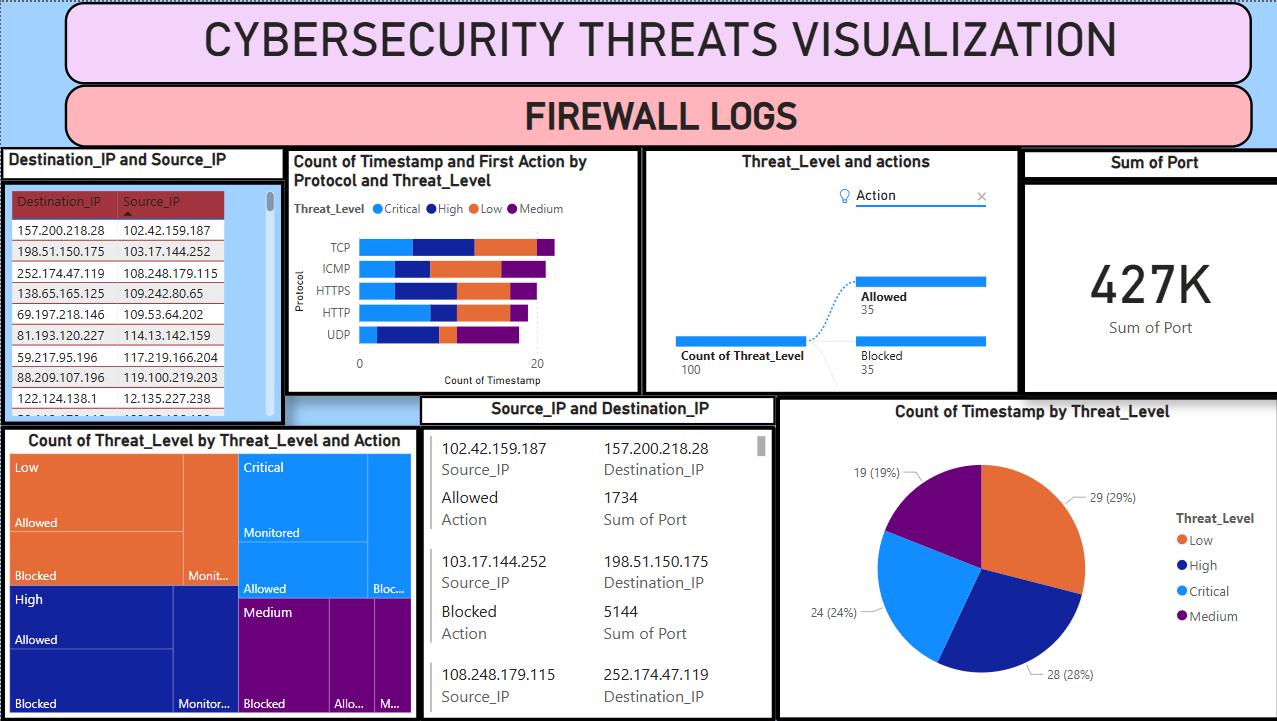 CYBERSECURITY THREATS VISUALIZATION
FIREWALL LOGS
Destination_IP and Source_IP
Destination_IP Source_IP
157.200.218.28 102.42.159.187
198.51.150.175 103.17.144.252
252.174.47.119 108.248.179.115
138.65.165.125 109.242.80.65
69.197.218.146 109.53.64.202
81.193.120.227 114.13.142.159
59.217.95.196 117.219.166.204
88.209.107.196 119.100.219.203
122.124.138.1 12.135.227.238
Count of Timestamp and First Action by
Protocol and Threat_Level
Threat_Level Critical High Low Medium
Protocol
TCP
ICMP
HTTPS
HTTP
UDP
0 20
Count of Timestamp
Threat_Level and actions
Action
Allowed
35
Count of Threat_Level
100
Blocked
35
Sum of Port
427K
Sum of Port
Count of Threat_Level by Threat_Level and Action
Low
Allowed
Blocked
Monit...
Critical
Monitored
Allowed
Bloc...
High
Allowed
Blocked
Monitor...
Medium
Blocked
Allo...
M...
Source_IP and Destination_IP
102.42.159.187 157.200.218.28
Source_IP Destination_IP
Allowed 1734
Action Sum of Port
103.17.144.252 198.51.150.175
Source_IP Destination_IP
Blocked 5144
Action Sum of Port
108.248.179.115 252.174.47.119
Source_IP Destination_IP
Count of Timestamp by Threat_Level
19 (19%)
29 (29%)
24 (24%)
28 (28%)
Threat_Level
Low
High
Critical
Medium